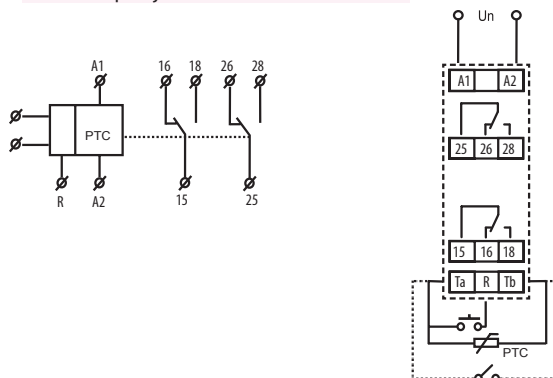 Un
A1 16 18 26 28
A1 A2
PTC
25 26 28
R A2 15 25
15 16 18
Ta R Tb
PTC